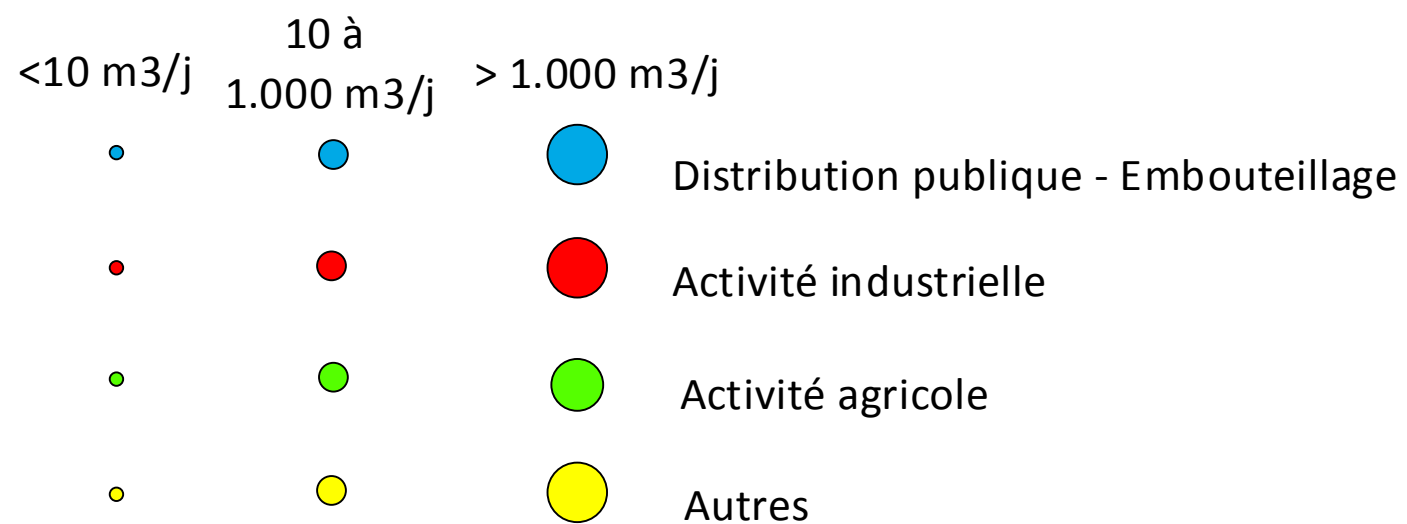 <10 m3/j
10 à
1.000 m3/j
> 1.000 m3/j
Distribution publique - Embouteillage
Activité industrielle
Activité agricole
Autres